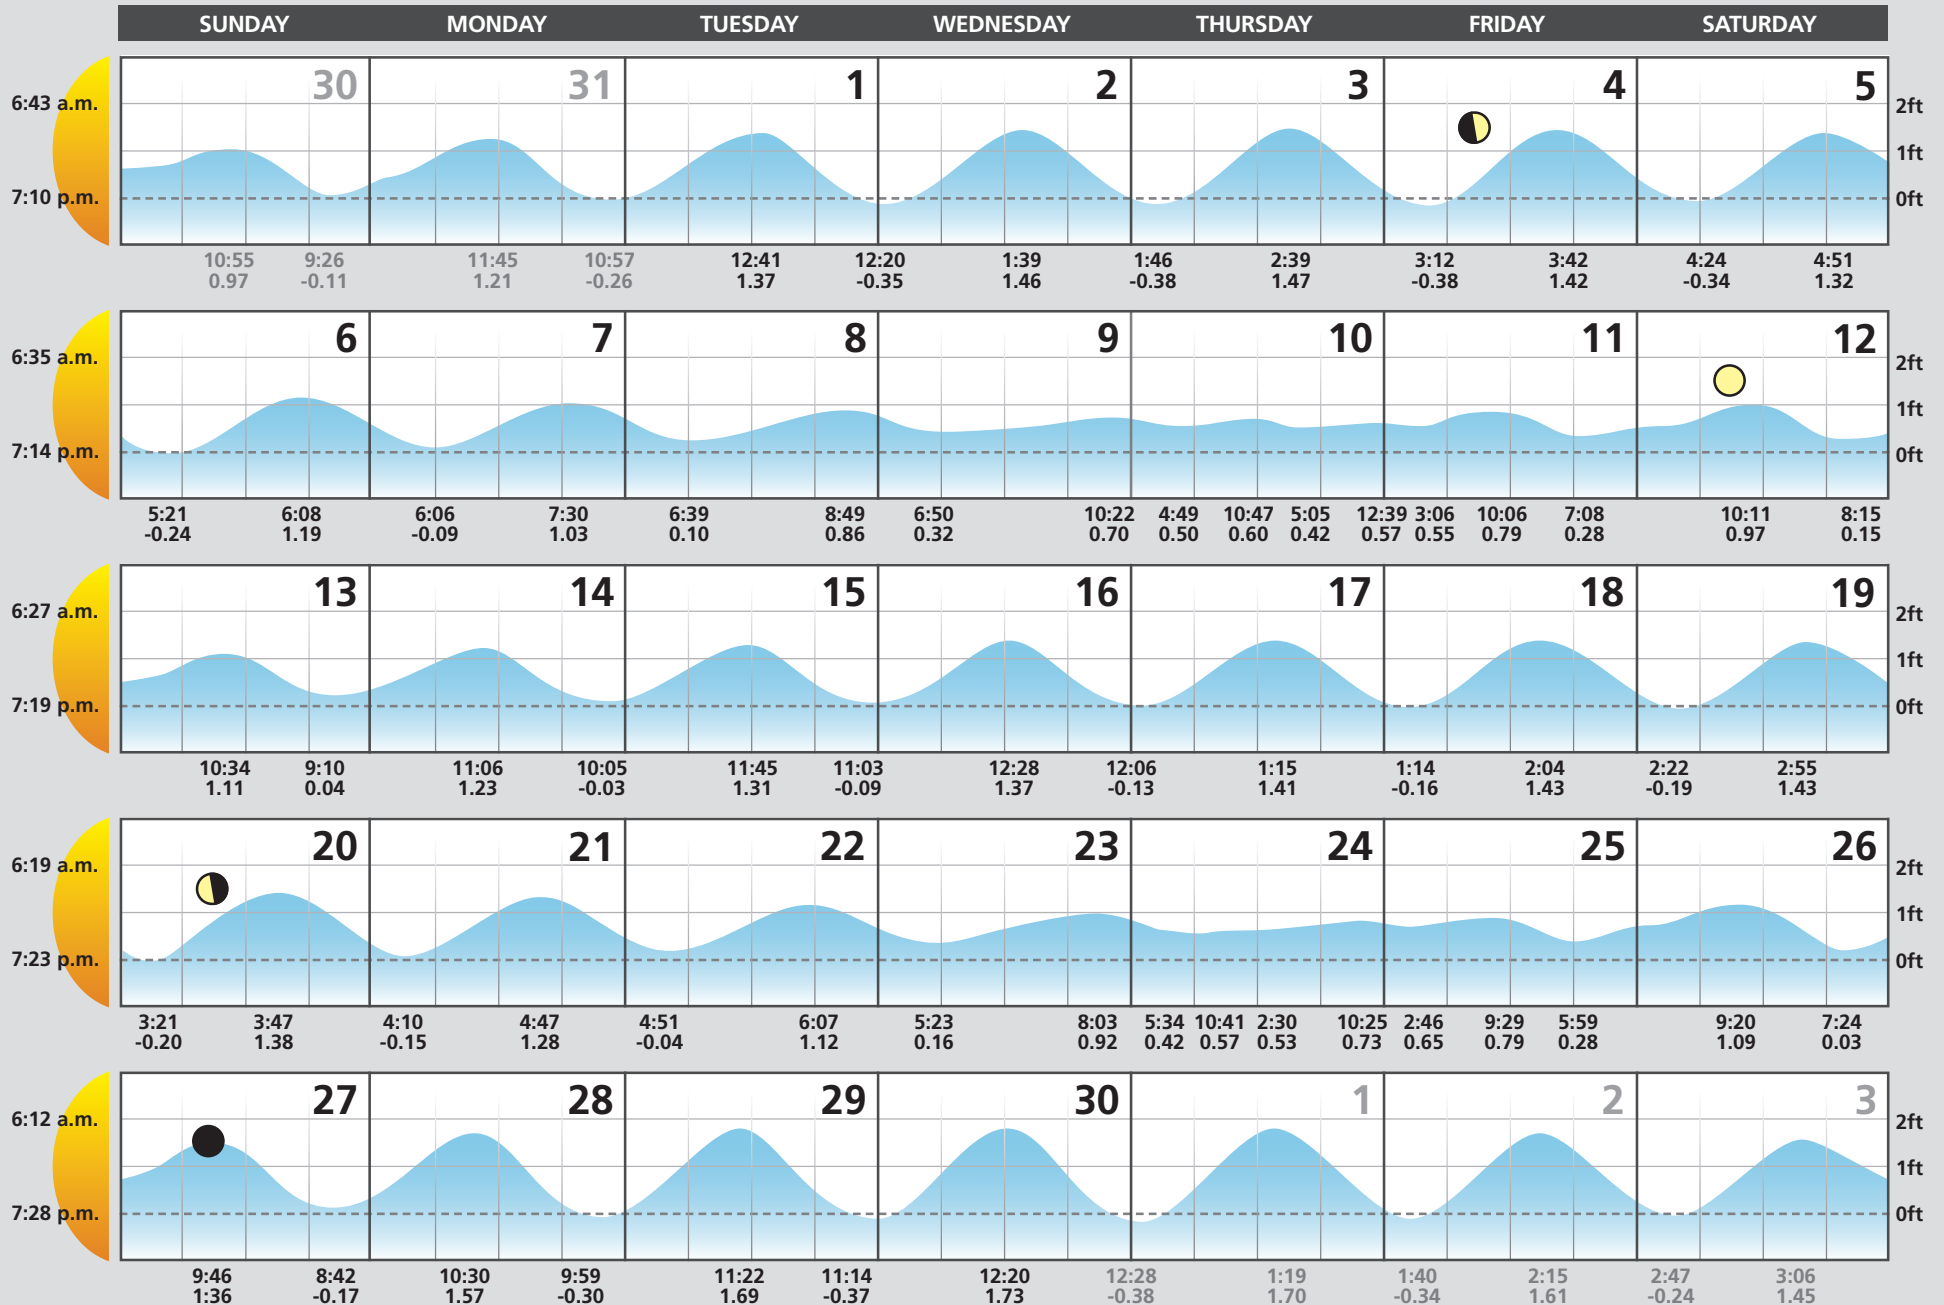 SUNDAY MONDAY TUESDAY WEDNESDAY THURSDAY FRIDAY SATURDAY
30 31 1 2 3 4 5
6:43 a.m. 2ft
1ft
7:10 p.m. 0ft
10:55 9:26 11:45 10:57 12:41 12:20 1:39 1:46 2:39 3:12 3:42 4:24 4:51
0.97 -0.11 1.21 -0.26 1.37 -0.35 1.46 -0.38 1.47 -0.38 1.42 -0.34 1.32
6 7 8 9 10 11 12
6:35 a.m. 2ft
1ft
7:14 p.m. 0ft
5:21 6:08 6:06 7:30 6:39 8:49 6:50 10:22 4:49 10:47 5:05 12:39 3:06 10:06 7:08 10:11 8:15
-0.24 1.19 -0.09 1.03 0.10 0.86 0.32 0.70 0.50 0.60 0.42 0.57 0.55 0.79 0.28 0.97 0.15
13 14 15 16 17 18 19
6:27 a.m. 2ft
1ft
7:19 p.m. 0ft
10:34 9:10 11:06 10:05 11:45 11:03 12:28 12:06 1:15 1:14 2:04 2:22 2:55
1.11 0.04 1.23 -0.03 1.31 -0.09 1.37 -0.13 1.41 -0.16 1.43 -0.19 1.43
20 21 22 23 24 25 26
6:19 a.m. 2ft
1ft
7:23 p.m. 0ft
3:21 3:47 4:10 4:47 4:51 6:07 5:23 8:03 5:34 10:41 2:30 10:25 2:46 9:29 5:59 9:20 7:24
-0.20 1.38 -0.15 1.28 -0.04 1.12 0.16 0.92 0.42 0.57 0.53 0.73 0.65 0.79 0.28 1.09 0.03
27 28 29 30 1 2 3
6:12 a.m. 2ft
1ft
7:28 p.m. 0ft
9:46 8:42 10:30 9:59 11:22 11:14 12:20 12:28 1:19 1:40 2:15 2:47 3:06
1:36 -0.17 1.57 -0.30 1.69 -0.37 1.73 -0.38 1.70 -0.34 1.61 -0.24 1.45